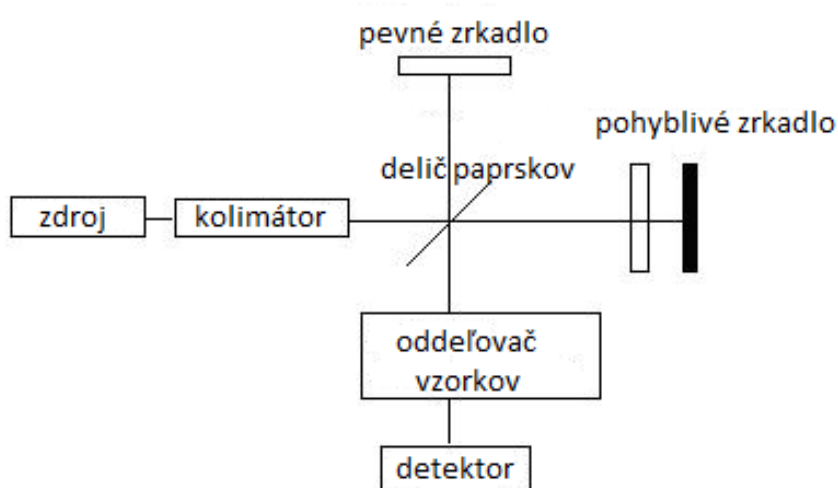 pevné zrkadlo
pohyblivé zrkadlo
delič paprskov
zdroj
kolimátor
oddeľovač
vzorkov
detektor